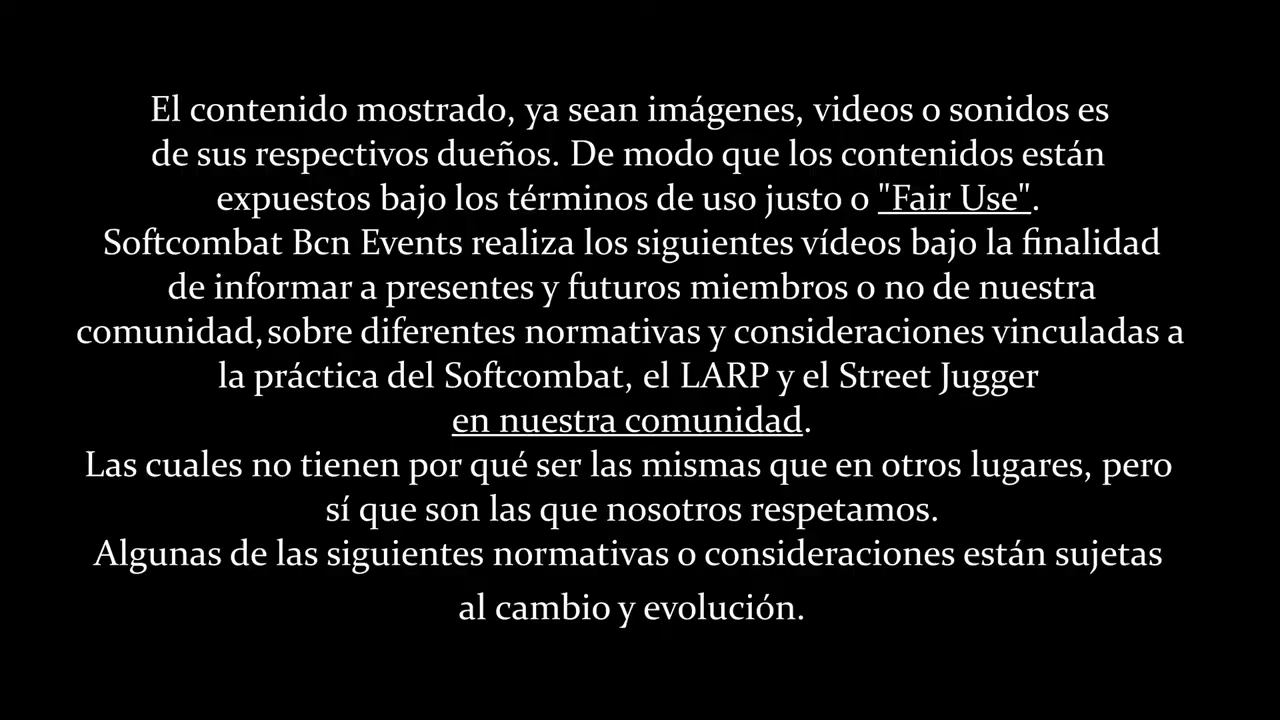 El contenido mostrado, ya sean imágenes, videos o sonidos es
de sus respectivos dueños. De modo que los contenidos están
expuestos bajo los términos de uso justo o "Fair Use".
Softcombat Bcn Events realiza los siguientes vídeos bajo la finalidad
de informar a presentes y futuros miembros o no de nuestra
comunidad, sobre diferentes normativas y consideraciones vinculadas a
la práctica del Softcombat, el LARP y el Street Jugger
en nuestra comunidad.
Las cuales no tienen por qué ser las mismas que en otros lugares, pero
sí que son las que nosotros respetamos.
Algunas de las siguientes normativas o consideraciones están sujetas
al cambio y evolución.